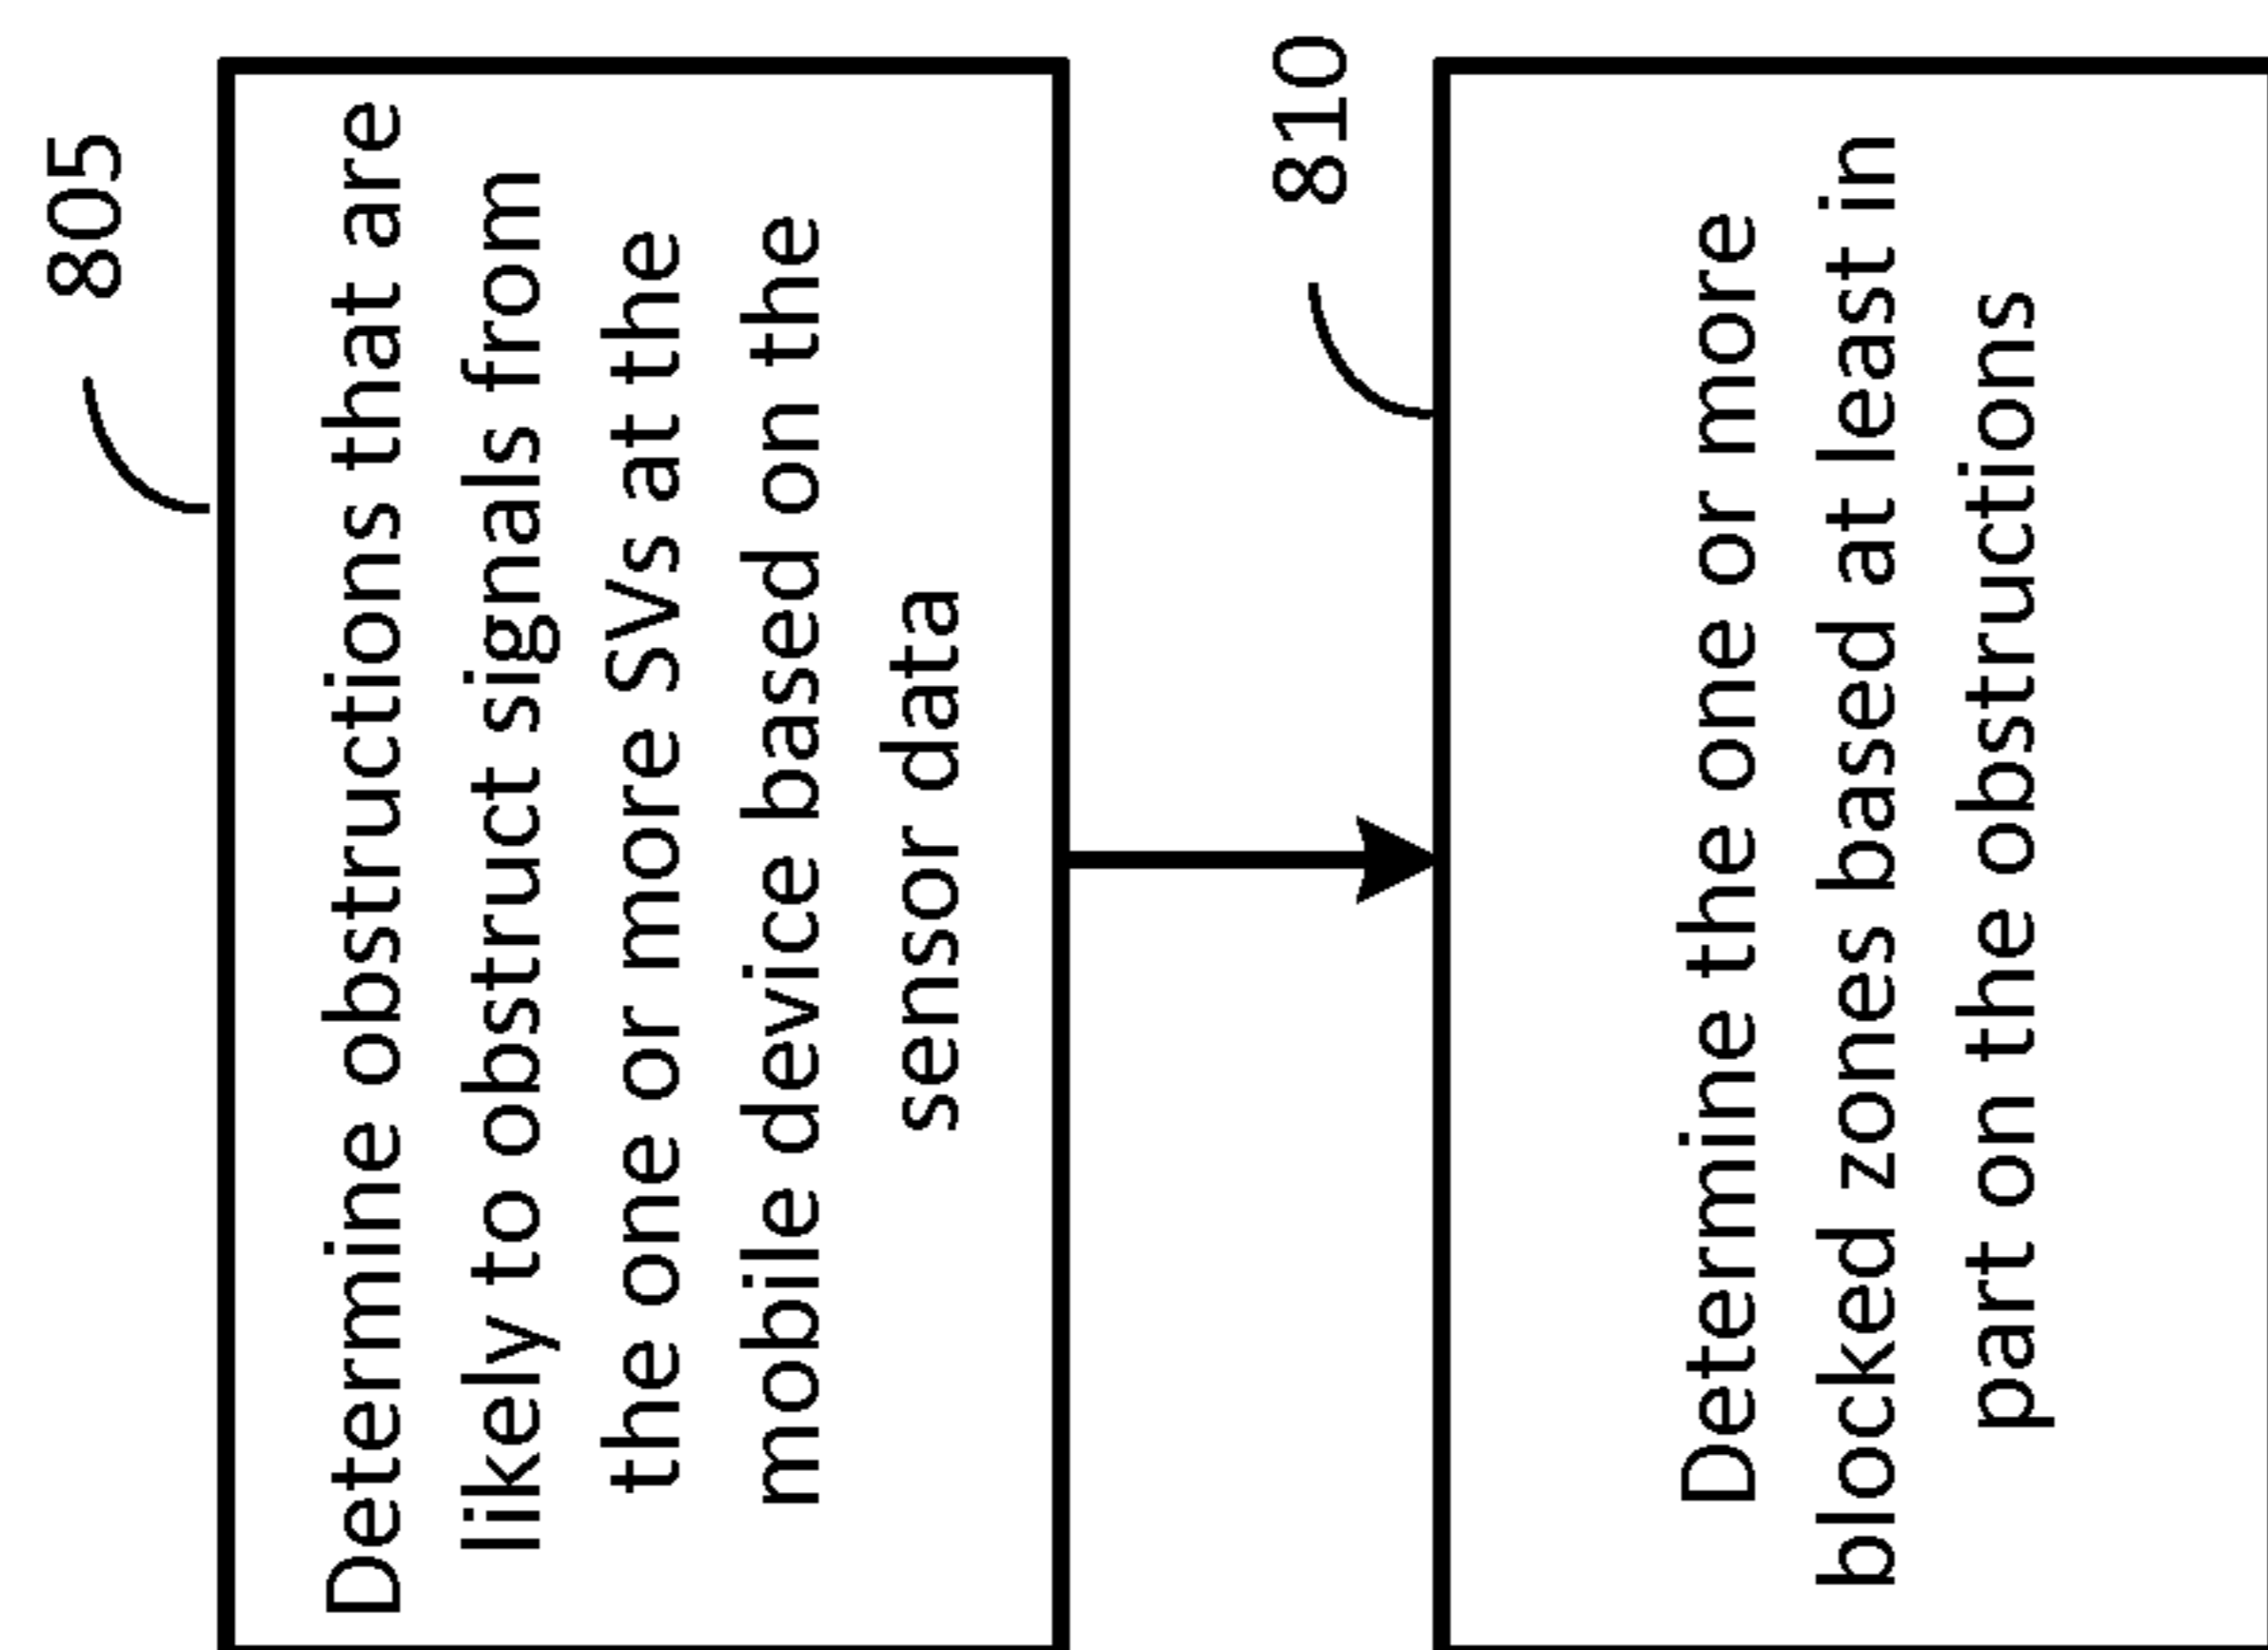 805
Determine obstructions that are
likely to obstruct signals from
the one or more SVs at the
mobile device based on the
sensor data
810
Determine the one or more
blocked zones based at least in
part on the obstructions